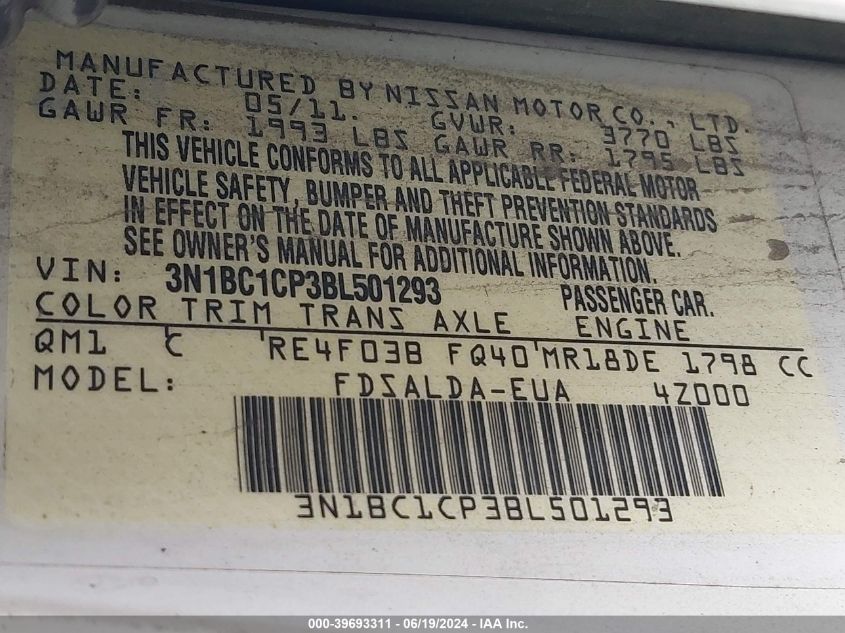 MANUFACTURED BY NISSAN MOTOR CO., LTD.
DATE: 05/11. GVWR: 3770 LBS
GAWR FR: 1993 LBS GAWR RR: 1795 LBS
THIS VEHICLE CONFORMS TO ALL APPLICABLE FEDERAL MOTOR
VEHICLE SAFETY, BUMPER AND THEFT PREVENTION STANDARDS
IN EFFECT ON THE DATE OF MANUFACTURE SHOWN ABOVE.
SEE OWNER'S MANUAL FOR ADDITIONAL INFORMATION.
VIN: 3N1BC1CP3BL501293 PASSENGER CAR.
COLOR TRIM TRANS AXLE ENGINE
QM1 C RE4F03B FQ40 MR18DE 1798 CC
MODEL: FDSALDA-EUA 4Z000
3N1BC1CP3BL501293
000-39693311 - 06/19/2024 - IAA Inc.